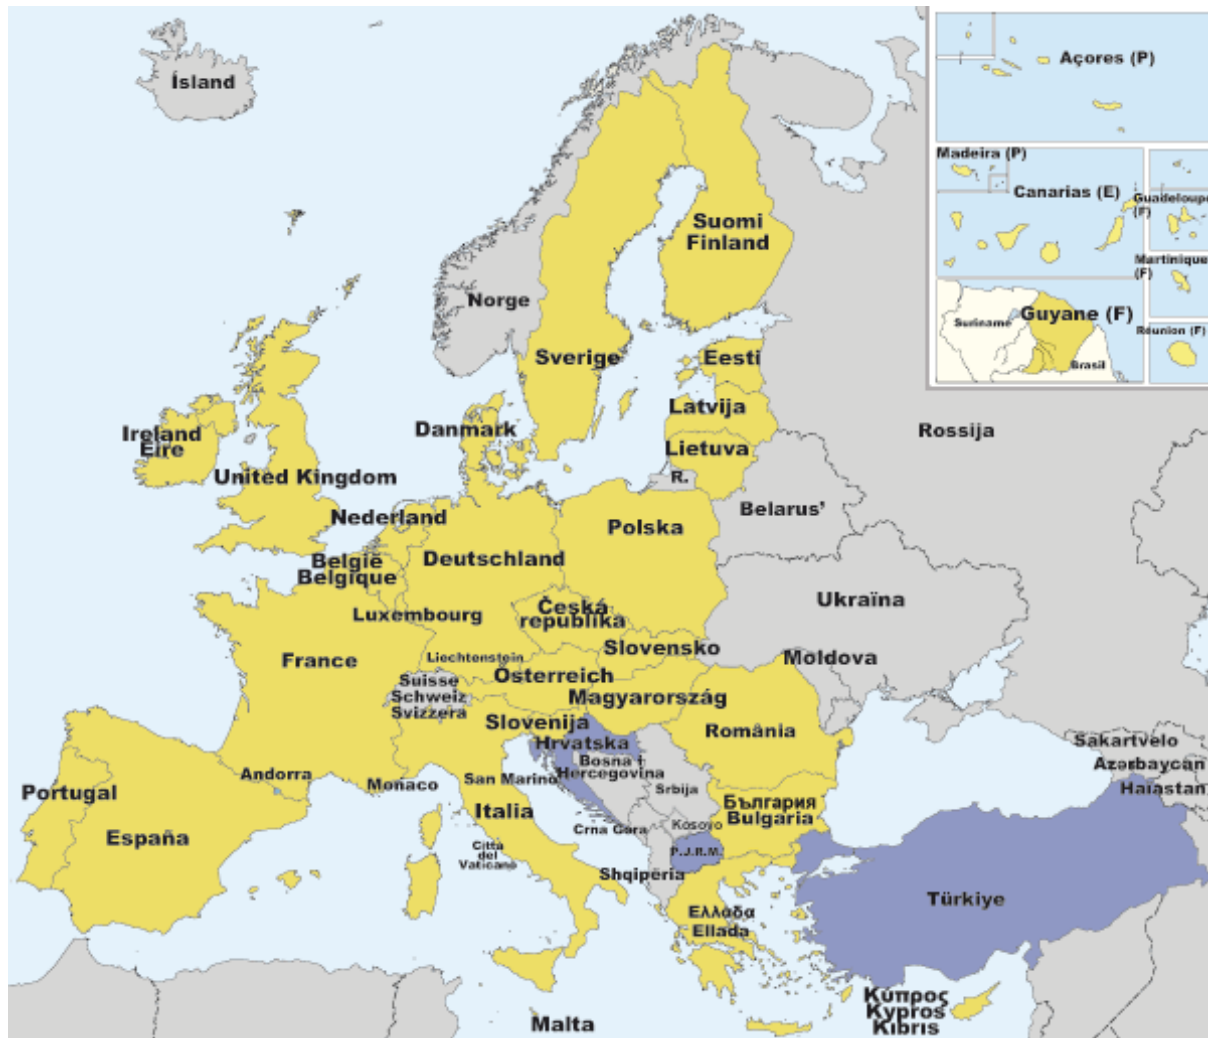 Ísland
Açores (P)
Madeira (P)
Canarias (E)
Guadeloupe
(F)
Martinique
(F)
Guyane (F)
Suriname
Brasil
Réunion (F)
Suomi
Finland
Norge
Sverige
Eesti
Latvija
Lietuva
R.
Danmark
Rossija
Ireland
Eire
United Kingdom
Nederland
Belarus'
Polska
België
Belgique
Deutschland
Luxembourg
Česká
republika
Ukraïna
Slovensko
Moldova
France
Liechtenstein
Österreich
Suisse
Schweiz
Svizzera
Magyarország
Slovenija
România
Hrvatska
Bosna i
Hercegovina
Srbija
Sakartvelo
Azərbaycan
Haiastan
Andorra
Monaco
San Marino
Portugal
España
Italia
Città
del
Vaticano
Crna Gora
Kosovo
България
Bulgaria
P.J.R.M.
Shqipëria
Ελλάδα
Ellada
Türkiye
Κύπρος
Kypros
Kıbrıs
Malta